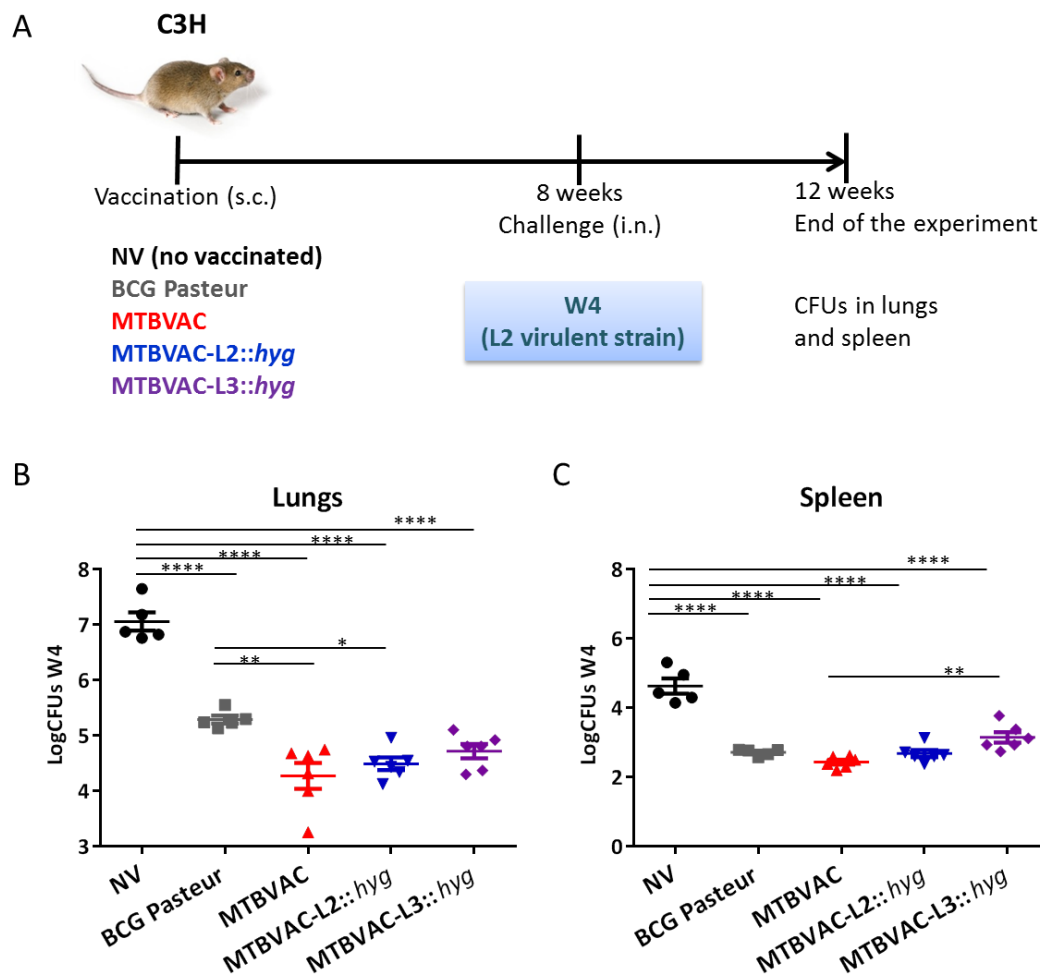 A
C3H
Vaccination (s.c.)
8 weeks
Challenge (i.n.)
12 weeks
End of the experiment
NV (no vaccinated)
BCG Pasteur
MTBVAC
MTBVAC-L2::hyg
MTBVAC-L3::hyg
W4
(L2 virulent strain)
CFUs in lungs
and spleen
B
Lungs
****
****
****
****
*
**
LogCFUs W4
8
7
6
5
4
3
NV
BCG Pasteur
MTBVAC
MTBVAC-L2::hyg
MTBVAC-L3::hyg
C
Spleen
****
****
****
****
**
LogCFUs W4
8
6
4
2
0
NV
BCG Pasteur
MTBVAC
MTBVAC-L2::hyg
MTBVAC-L3::hyg